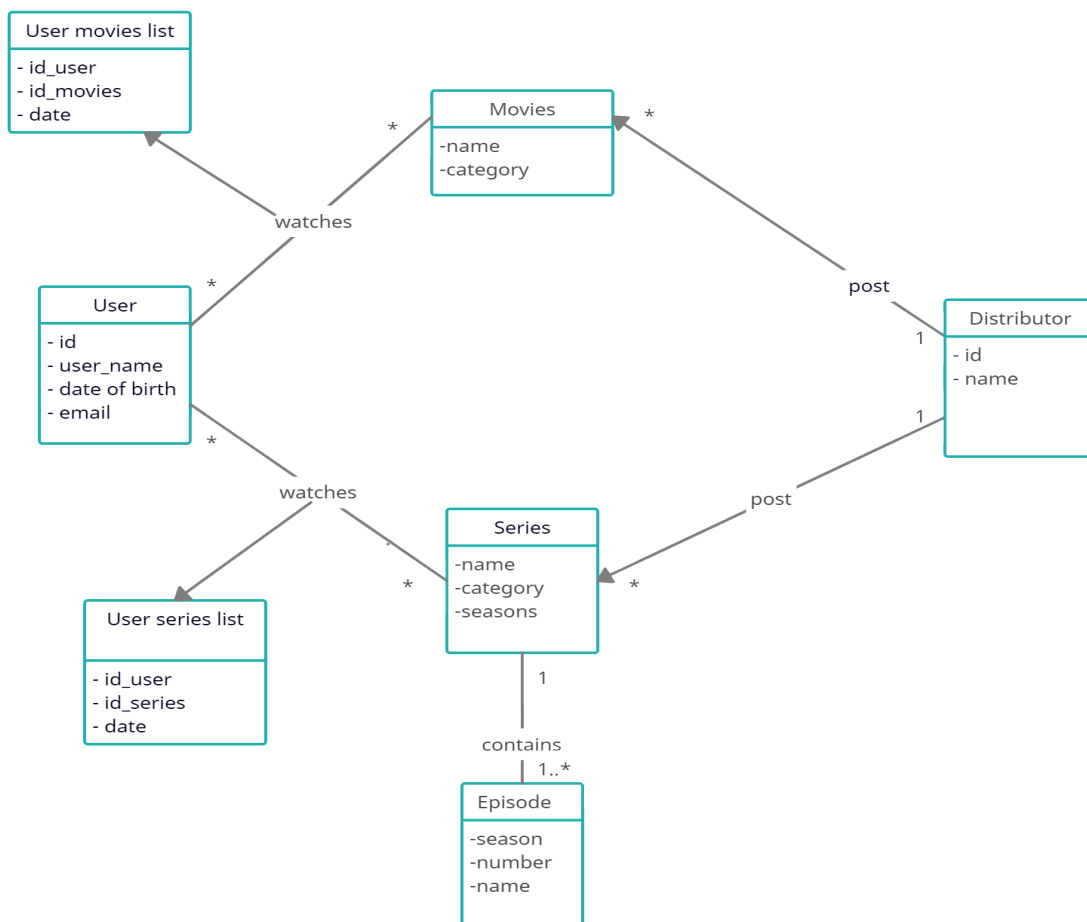 User movies list
- id_user
- id_movies
- date
Movies
-name
-category
*
*
watches
*
post
1
User
- id
- user_name
- date of birth
- email
Distributor
- id
- name
1
*
watches
post
Series
-name
-category
-seasons
*
*
User series list
- id_user
- id_series
- date
1
contains
1..*
Episode
-season
-number
-name